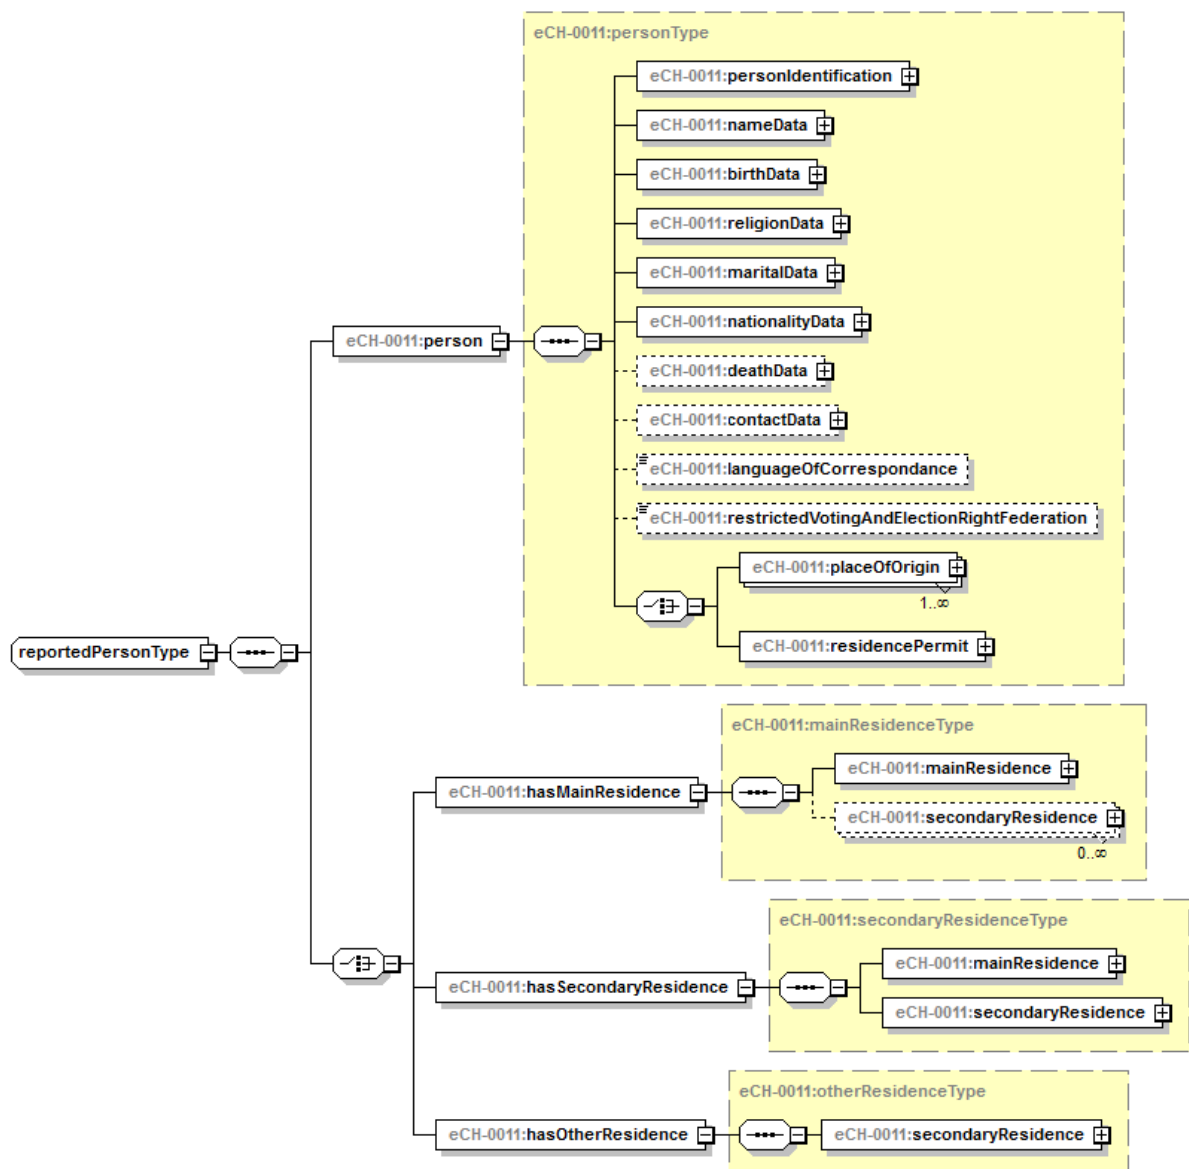 eCH-0011:personType
eCH-0011:personIdentification
eCH-0011:nameData
eCH-0011:birthData
eCH-0011:religionData
eCH-0011:maritalData
eCH-0011:nationalityData
eCH-0011:person
eCH-0011:deathData
eCH-0011:contactData
eCH-0011:languageOfCorrespondance
eCH-0011:restrictedVotingAndElectionRightFederation
eCH-0011:placeOfOrigin
1..∞
eCH-0011:residencePermit
reportedPersonType
eCH-0011:mainResidenceType
eCH-0011:mainResidence
eCH-0011:hasMainResidence
eCH-0011:secondaryResidence
0..∞
eCH-0011:secondaryResidenceType
eCH-0011:mainResidence
eCH-0011:hasSecondaryResidence
eCH-0011:secondaryResidence
eCH-0011:otherResidenceType
eCH-0011:hasOtherResidence
eCH-0011:secondaryResidence